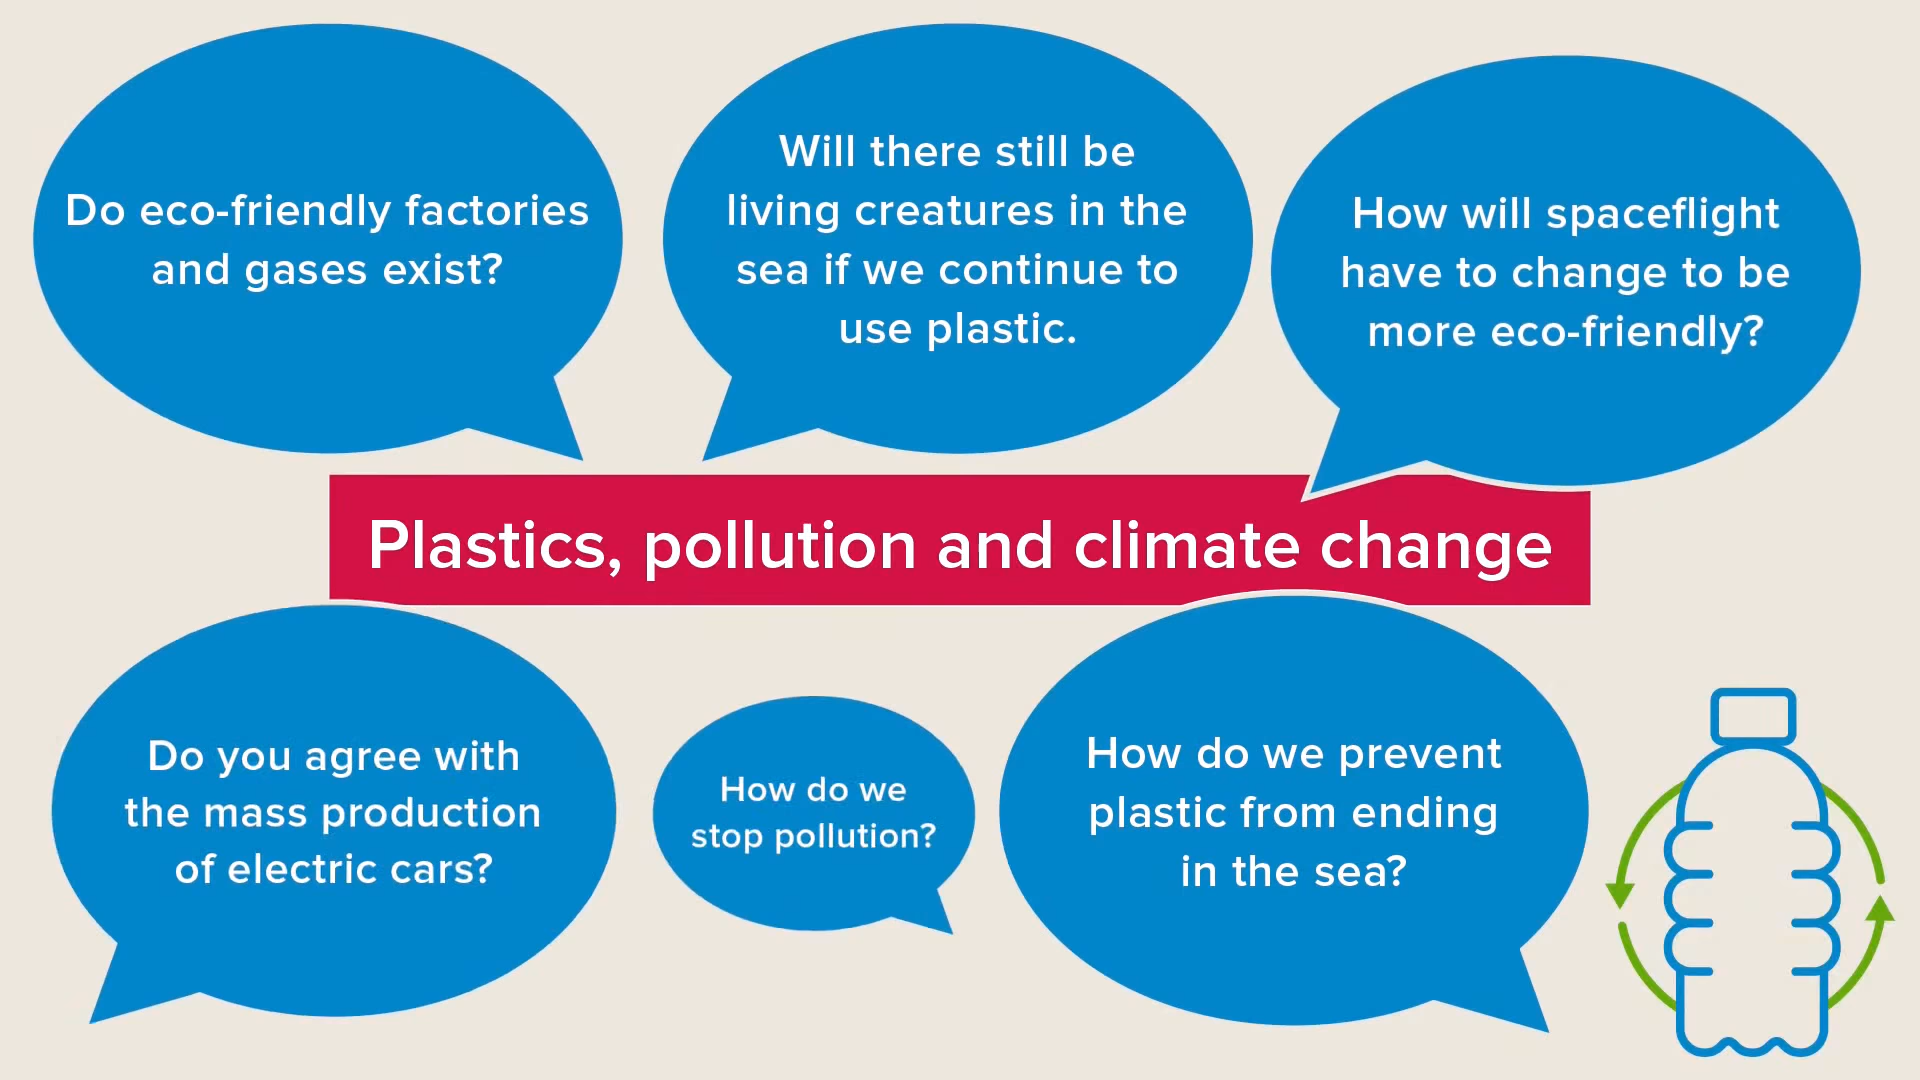 Do eco-friendly factories
and gases exist?
Will there still be
living creatures in the
sea if we continue to
use plastic.
How will spaceflight
have to change to be
more eco-friendly?
Plastics, pollution and climate change
Do you agree with
the mass production
of electric cars?
How do we
stop pollution?
How do we prevent
plastic from ending
in the sea?